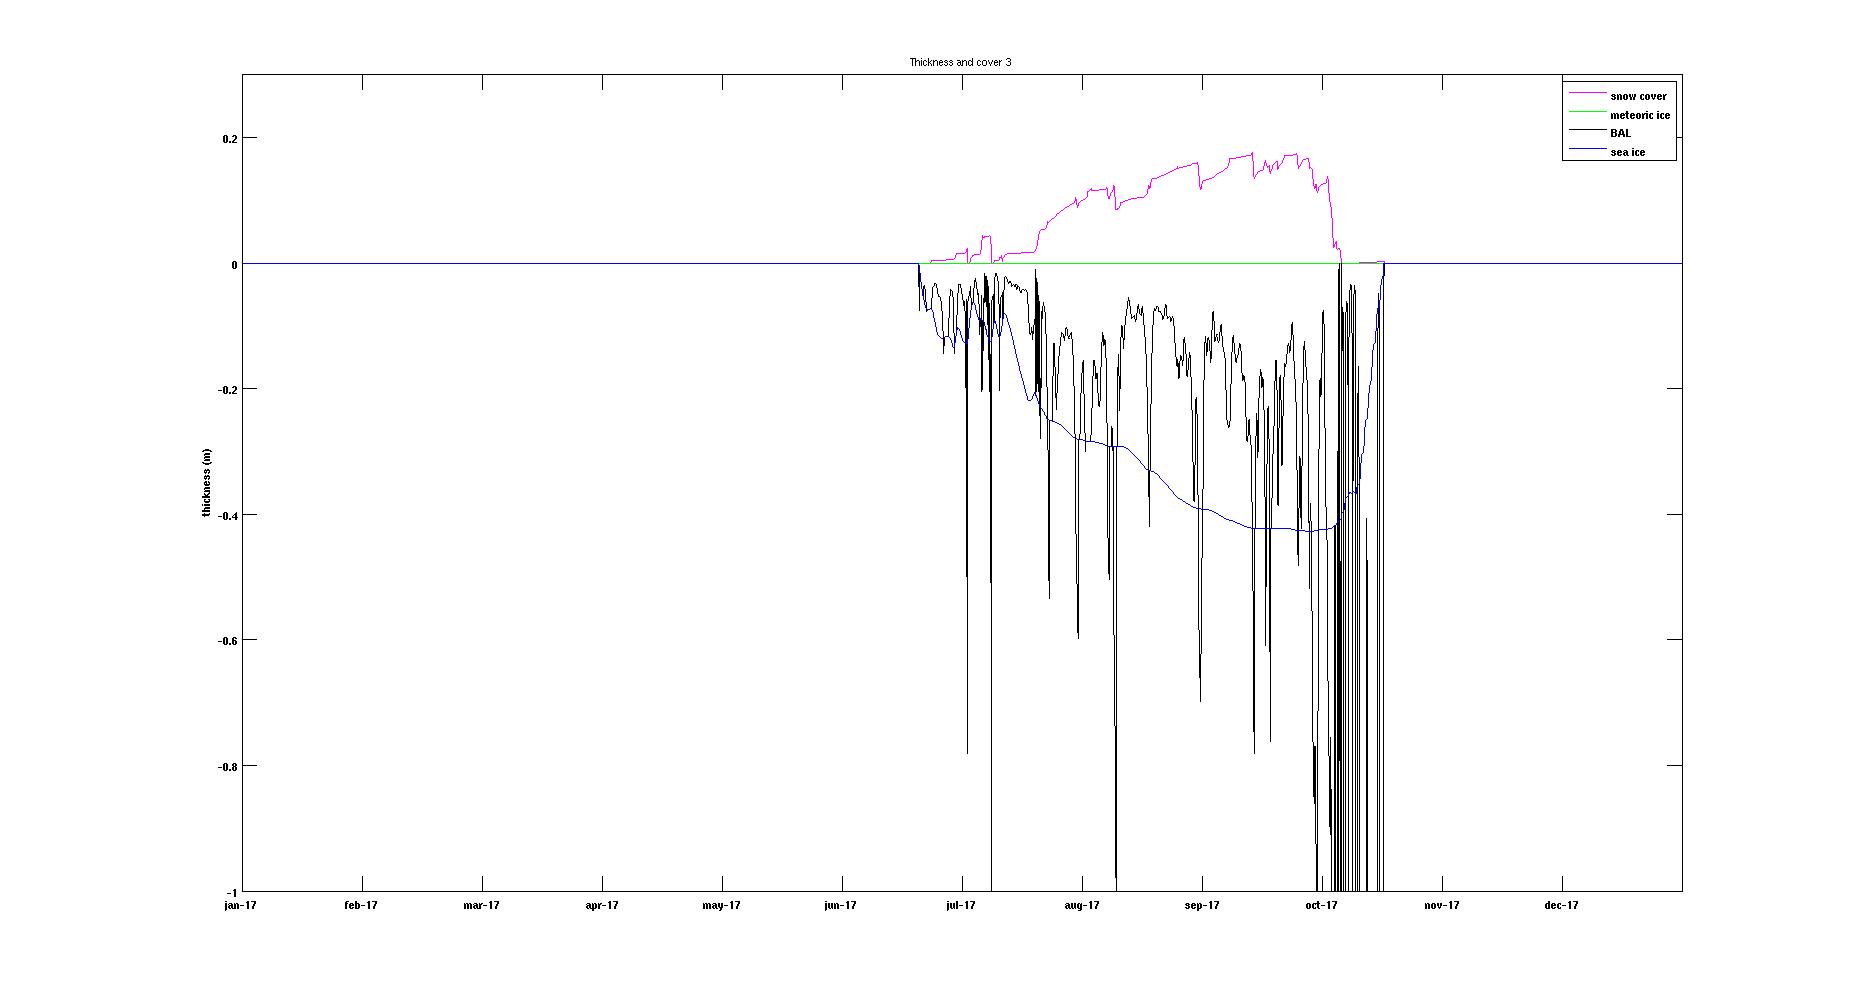 Thickness and cover 3
snow cover
meteoric ice
BAL
sea ice
thickness (m)
0.2
0
-0.2
-0.4
-0.6
-0.8
-1
jan-17 feb-17 mar-17 apr-17 may-17 jun-17 jul-17 aug-17 sep-17 oct-17 nov-17 dec-17